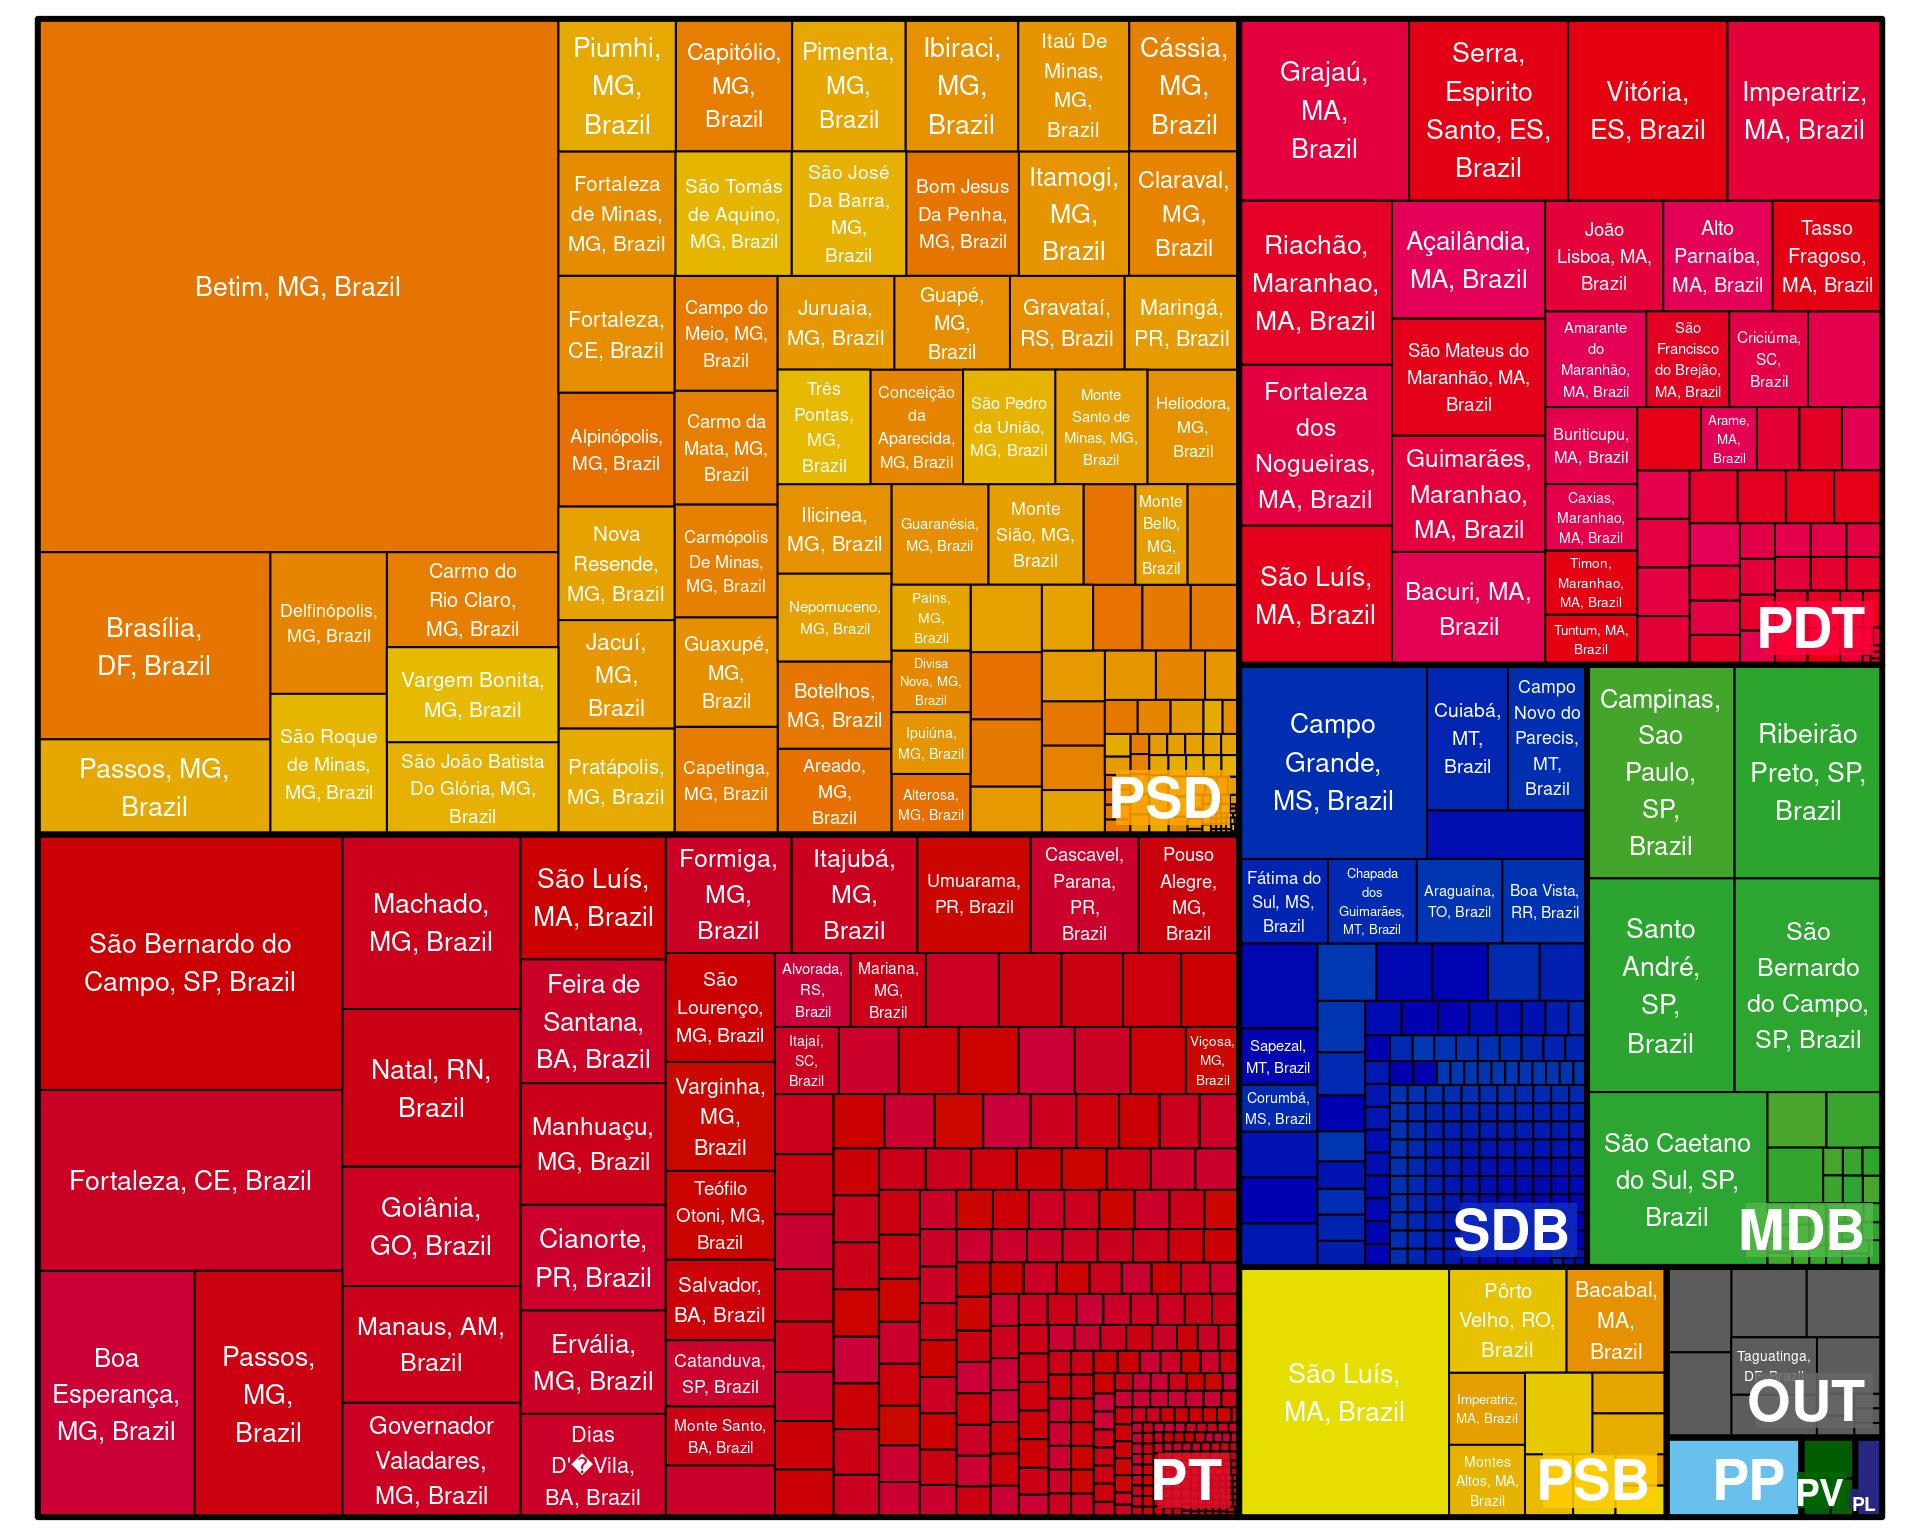 Betim, MG, Brazil
Brasília,
DF, Brazil
Passos, MG,
Brazil
Delfinópolis,
MG, Brazil
São Roque
de Minas,
MG, Brazil
Carmo do
Rio Claro,
MG, Brazil
Vargem Bonita,
MG, Brazil
São João Batista
Do Glória, MG,
Brazil
Piumhi,
MG,
Brazil
Capitólio,
MG,
Brazil
Pimenta,
MG,
Brazil
Ibiraci,
MG,
Brazil
Itaú De
Minas,
MG,
Brazil
Cássia,
MG,
Brazil
Fortaleza
de Minas,
MG, Brazil
São Tomás
de Aquino,
MG, Brazil
São José
Da Barra,
MG,
Brazil
Bom Jesus
Da Penha,
MG, Brazil
Itamogi,
MG,
Brazil
Claraval,
MG,
Brazil
Fortaleza,
CE, Brazil
Alpinópolis,
MG, Brazil
Nova
Resende,
MG, Brazil
Jacuí,
MG,
Brazil
Pratápolis,
MG, Brazil
Campo do
Meio, MG,
Brazil
Carmo da
Mata, MG,
Brazil
Carmópolis
De Minas,
MG, Brazil
Guaxupé,
MG,
Brazil
Capetinga,
MG, Brazil
Juruaia,
MG, Brazil
Guapé,
MG,
Brazil
Gravataí,
RS, Brazil
Maringá,
PR, Brazil
Três
Pontas,
MG,
Brazil
Conceição
da
Aparecida,
MG, Brazil
São Pedro
da União,
MG, Brazil
Monte
Santo de
Minas, MG,
Brazil
Heliodora,
MG,
Brazil
Ilicinea,
MG, Brazil
Nepomuceno,
MG, Brazil
Botelhos,
MG, Brazil
Areado,
MG,
Brazil
Guaranésia,
MG, Brazil
Monte
Sião, MG,
Brazil
Monte
Bello,
MG,
Brazil
Pains,
MG,
Brazil
Divisa
Nova, MG,
Brazil
Ipuiúna,
MG, Brazil
Alterosa,
MG, Brazil
PSD
Grajaú,
MA,
Brazil
Serra,
Espirito
Santo, ES,
Brazil
Vitória,
ES, Brazil
Imperatriz,
MA, Brazil
Riachão,
Maranhao,
MA, Brazil
Fortaleza
dos
Nogueiras,
MA, Brazil
São Luís,
MA, Brazil
Açailândia,
MA, Brazil
São Mateus do
Maranhão, MA,
Brazil
Guimarães,
Maranhao,
MA, Brazil
Bacuri, MA,
Brazil
João
Lisboa, MA,
Brazil
Alto
Parnaíba,
MA, Brazil
Tasso
Fragoso,
MA, Brazil
Amarante
do
Maranhão,
MA, Brazil
São
Francisco
do Brejão,
MA, Brazil
Criciúma,
SC,
Brazil
Buriticupu,
MA, Brazil
Arame,
MA,
Brazil
Caxias,
Maranhao,
MA, Brazil
Timon,
Maranhao,
MA, Brazil
Tuntum, MA,
Brazil
PDT
Campo
Grande,
MS, Brazil
Cuiabá,
MT,
Brazil
Campo
Novo do
Parecis,
MT,
Brazil
Fátima do
Sul, MS,
Brazil
Chapada
dos
Guimarães,
MT, Brazil
Araguaína,
TO, Brazil
Boa Vista,
RR, Brazil
Sapezal,
MT, Brazil
Corumbá,
MS, Brazil
SDB
Campinas,
Sao
Paulo,
SP,
Brazil
Ribeirão
Preto, SP,
Brazil
Santo
André,
SP,
Brazil
São
Bernardo
do Campo,
SP, Brazil
São Caetano
do Sul, SP,
Brazil
MDB
São Bernardo do
Campo, SP, Brazil
Fortaleza, CE, Brazil
Boa
Esperança,
MG, Brazil
Passos,
MG,
Brazil
Machado,
MG, Brazil
Natal, RN,
Brazil
Goiânia,
GO, Brazil
Manaus, AM,
Brazil
Governador
Valadares,
MG, Brazil
São Luís,
MA, Brazil
Feira de
Santana,
BA, Brazil
Manhuaçu,
MG, Brazil
Cianorte,
PR, Brazil
Ervália,
MG, Brazil
Dias
D'�Vila,
BA, Brazil
Formiga,
MG,
Brazil
Itajubá,
MG,
Brazil
Umuarama,
PR, Brazil
Cascavel,
Parana,
PR,
Brazil
Pouso
Alegre,
MG,
Brazil
São
Lourenço,
MG, Brazil
Varginha,
MG,
Brazil
Teófilo
Otoni, MG,
Brazil
Salvador,
BA, Brazil
Catanduva,
SP, Brazil
Monte Santo,
BA, Brazil
Alvorada,
RS,
Brazil
Mariana,
MG,
Brazil
Itajaí,
SC,
Brazil
Viçosa,
MG,
Brazil
PT
São Luís,
MA, Brazil
Pôrto
Velho, RO,
Brazil
Bacabal,
MA,
Brazil
Imperatriz,
MA, Brazil
Montes
Altos, MA,
Brazil
PSB
Taguatinga,
DF, Brazil
OUT
PP
PV
PL